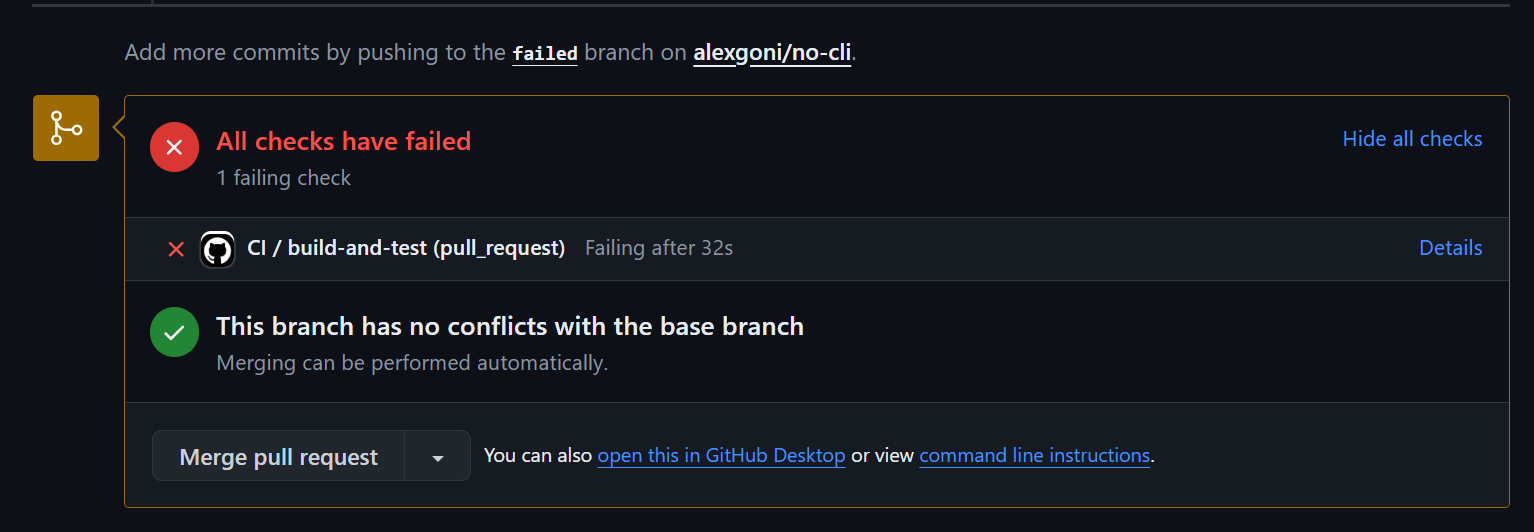 Add more commits by pushing to the failed branch on alexgoni/no-cli.
All checks have failed
Hide all checks
1 failing check
CI / build-and-test (pull_request) Failing after 32s
Details
This branch has no conflicts with the base branch
Merging can be performed automatically.
Merge pull request
You can also open this in GitHub Desktop or view command line instructions.